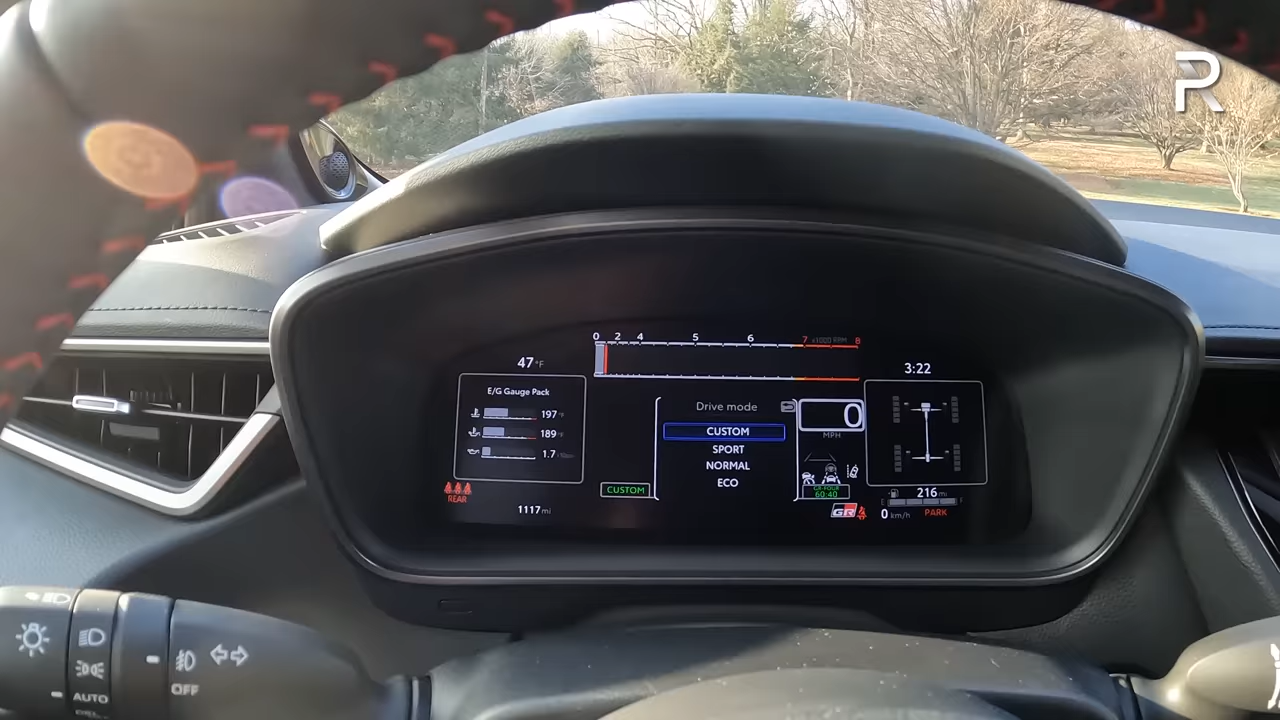 R
0 2 4 5 6 7 x1000 RPM 8
47°F
3:22
E/G Gauge Pack
197 °F
189 °F
1.7
Drive mode
CUSTOM
SPORT
NORMAL
ECO
0
MPH
CUSTOM
GR-FOUR
60:40
REAR
1117 mi
GR
216 mi
E F
0 km/h
PARK
AUTO
OFF